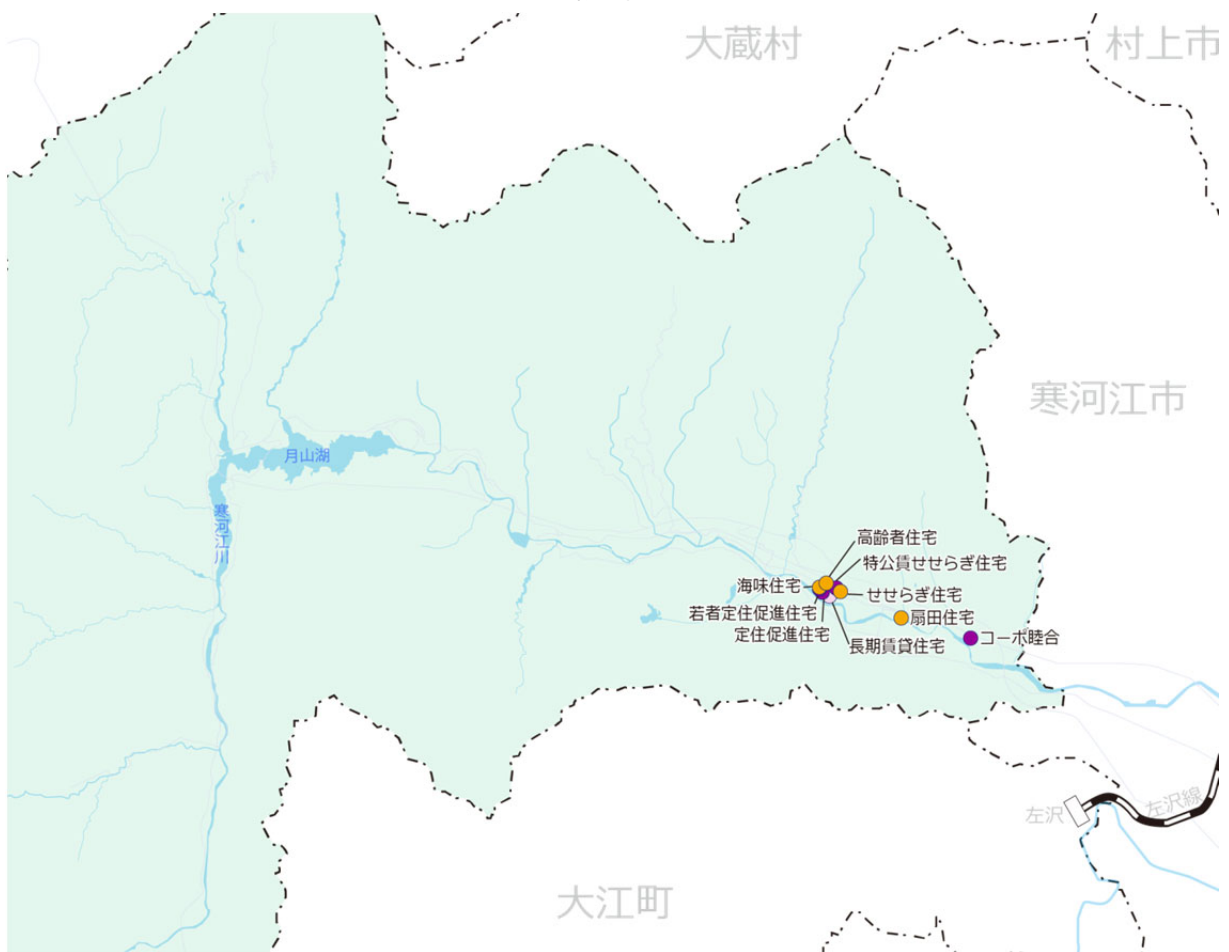 大蔵村
村上市
寒河江市
月山湖
寒河江川
高齢者住宅
特公賃せせらぎ住宅
海味住宅
せせらぎ住宅
若者定住促進住宅
扇田住宅
定住促進住宅
コーポ睦合
長期賃貸住宅
左沢
左沢線
大江町